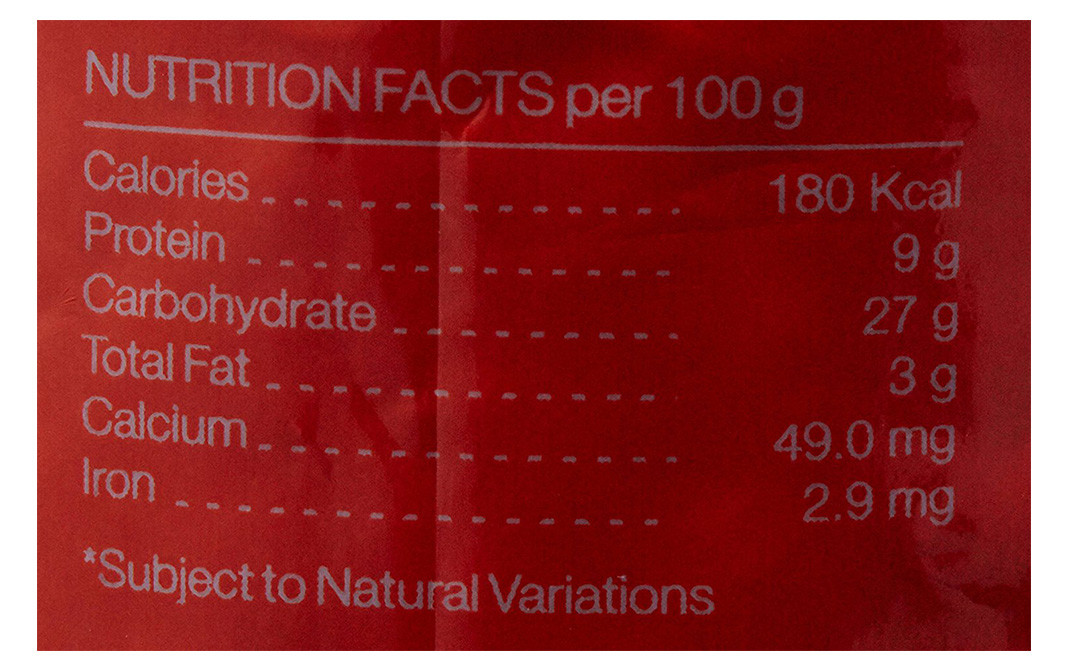 NUTRITION FACTS per 100 g
Calories 180 Kcal
Protein 9 g
Carbohydrate 27 g
Total Fat 3 g
Calcium 49.0 mg
Iron 2.9 mg
*Subject to Natural Variations